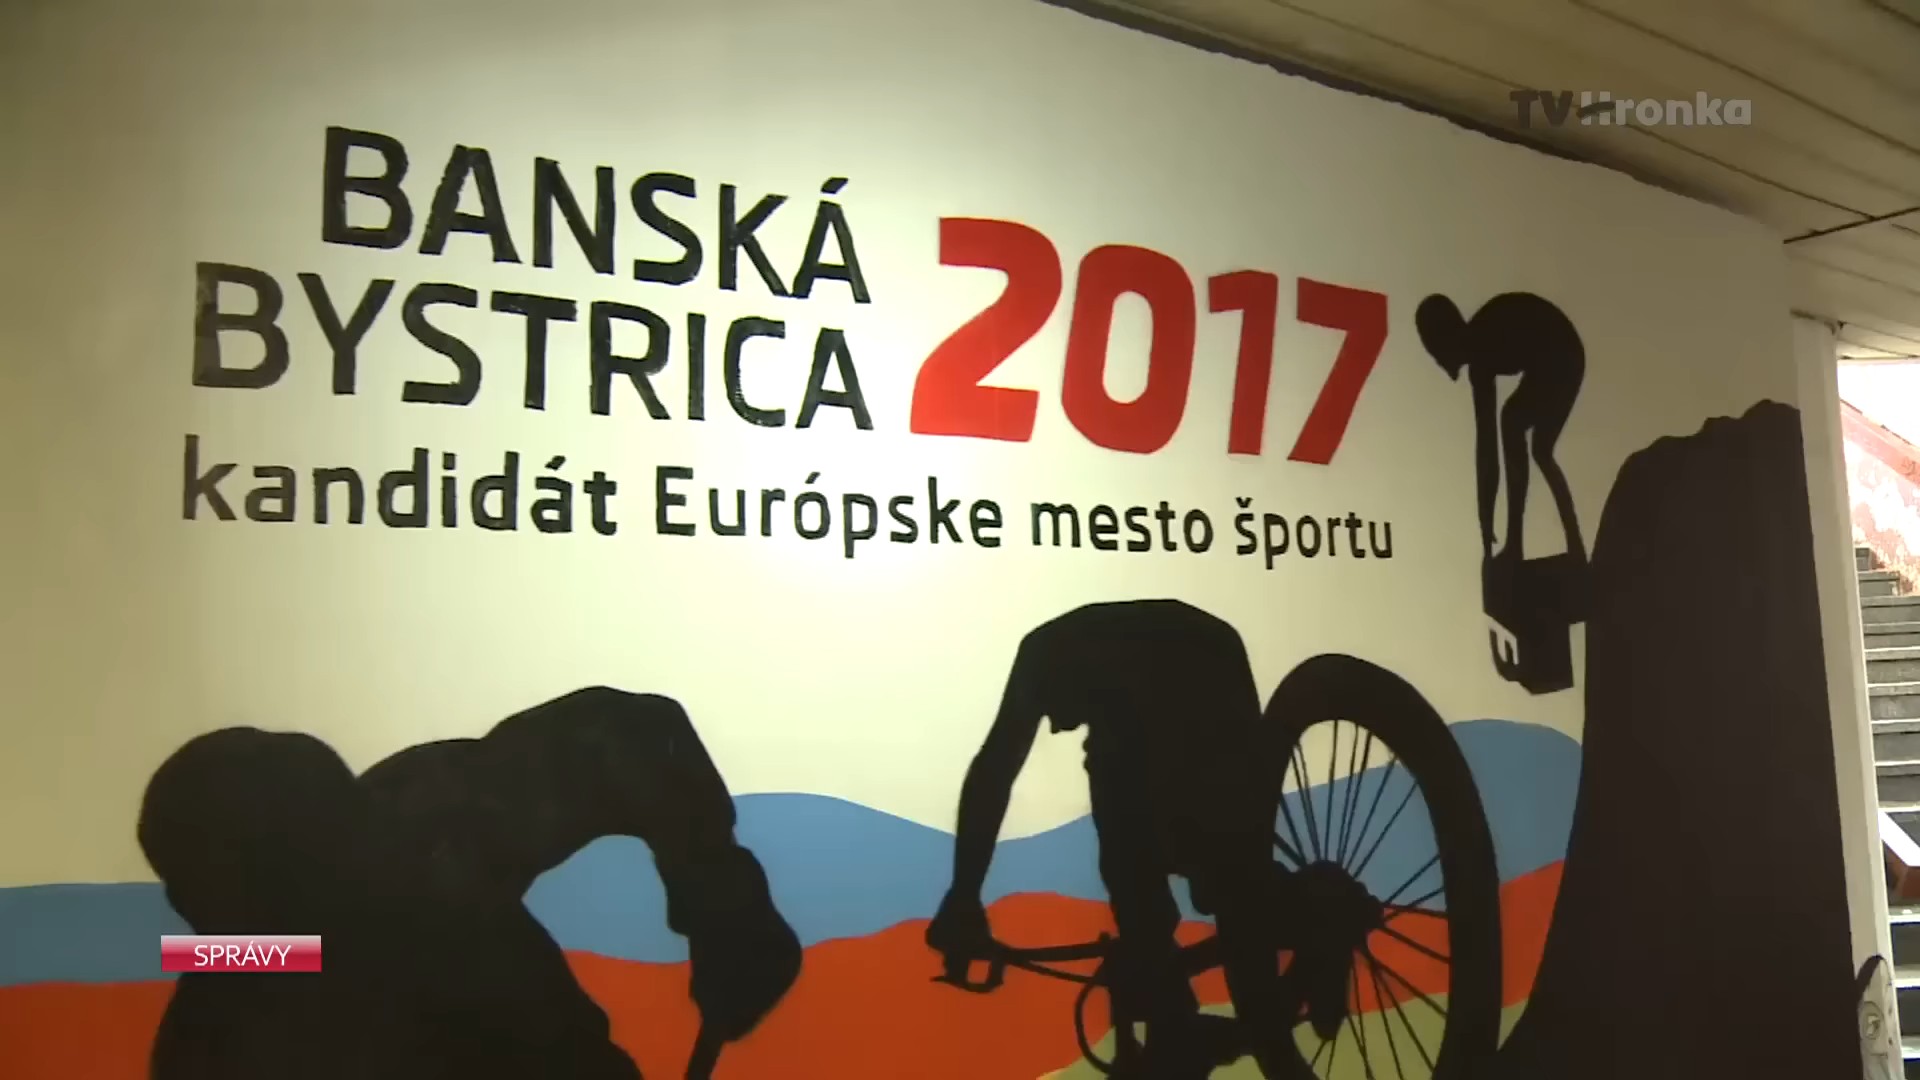 TV Hronka
BANSKÁ
BYSTRICA 2017
kandidát Európske mesto športu
SPRÁVY